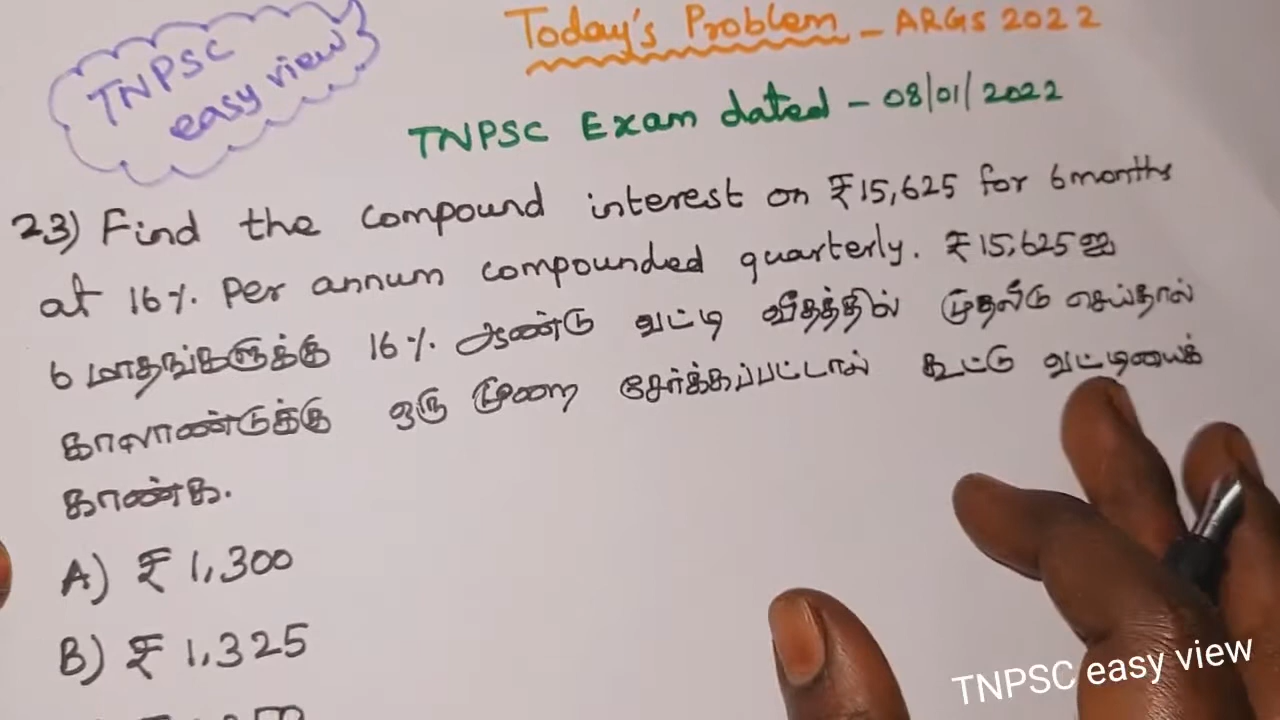 TNPSC
easy view
Today's Problem - ARGS 2022
TNPSC Exam dated - 08/01/2022
23) Find the compound interest on ₹15,625 for 6 months
at 16%. Per annum compounded quarterly. ₹15,625ஐ
6 மாதங்களுக்கு 16%. ஆண்டு வட்டி வீதத்தில் முதலீடு செய்தால்
காலாண்டுக்கு ஒரு முறை சேர்க்கப்பட்டால் கூட்டு வட்டியைக்
காண்க.
A) ₹ 1,300
B) ₹ 1,325
TNPSC easy view